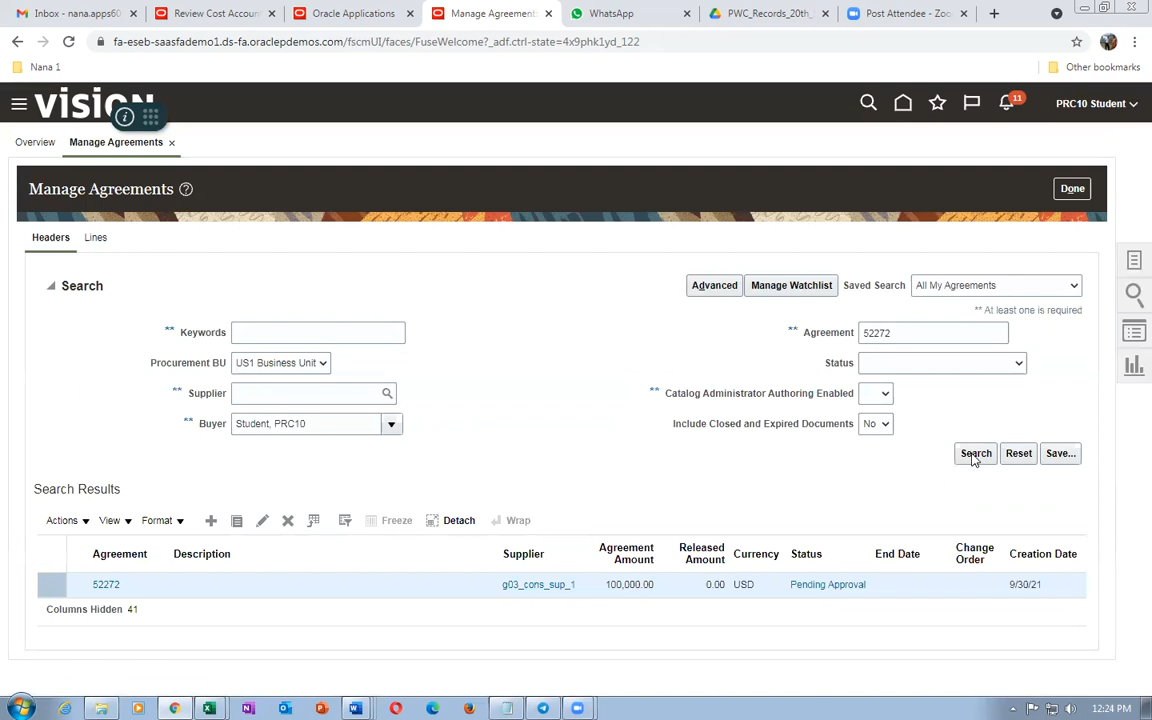 Inbox - nana.apps60
Review Cost Accoun
Oracle Applications
Manage Agreement
WhatsApp
PWC_Records_20th_
Post Attendee - Zoo
fa-eseb-saasfademo1.ds-fa.oraclepdemos.com/fscmUI/faces/FuseWelcome?_adf.ctrl-state=4x9phk1yd_122
Nana 1
Other bookmarks
vision
11
PRC10 Student
Overview
Manage Agreements
Manage Agreements
Done
Headers
Lines
Search
Advanced
Manage Watchlist
Saved Search
All My Agreements
** At least one is required
** Keywords
** Agreement 52272
Procurement BU US1 Business Unit
Status
** Supplier
** Catalog Administrator Authoring Enabled
** Buyer Student, PRC10
Include Closed and Expired Documents No
Search
Reset
Save...
Search Results
Actions View Format Freeze Detach Wrap
Agreement Description Supplier Agreement Amount Released Amount Currency Status End Date Change Order Creation Date
52272 g03_cons_sup_1 100,000.00 0.00 USD Pending Approval 9/30/21
Columns Hidden 41
12:24 PM